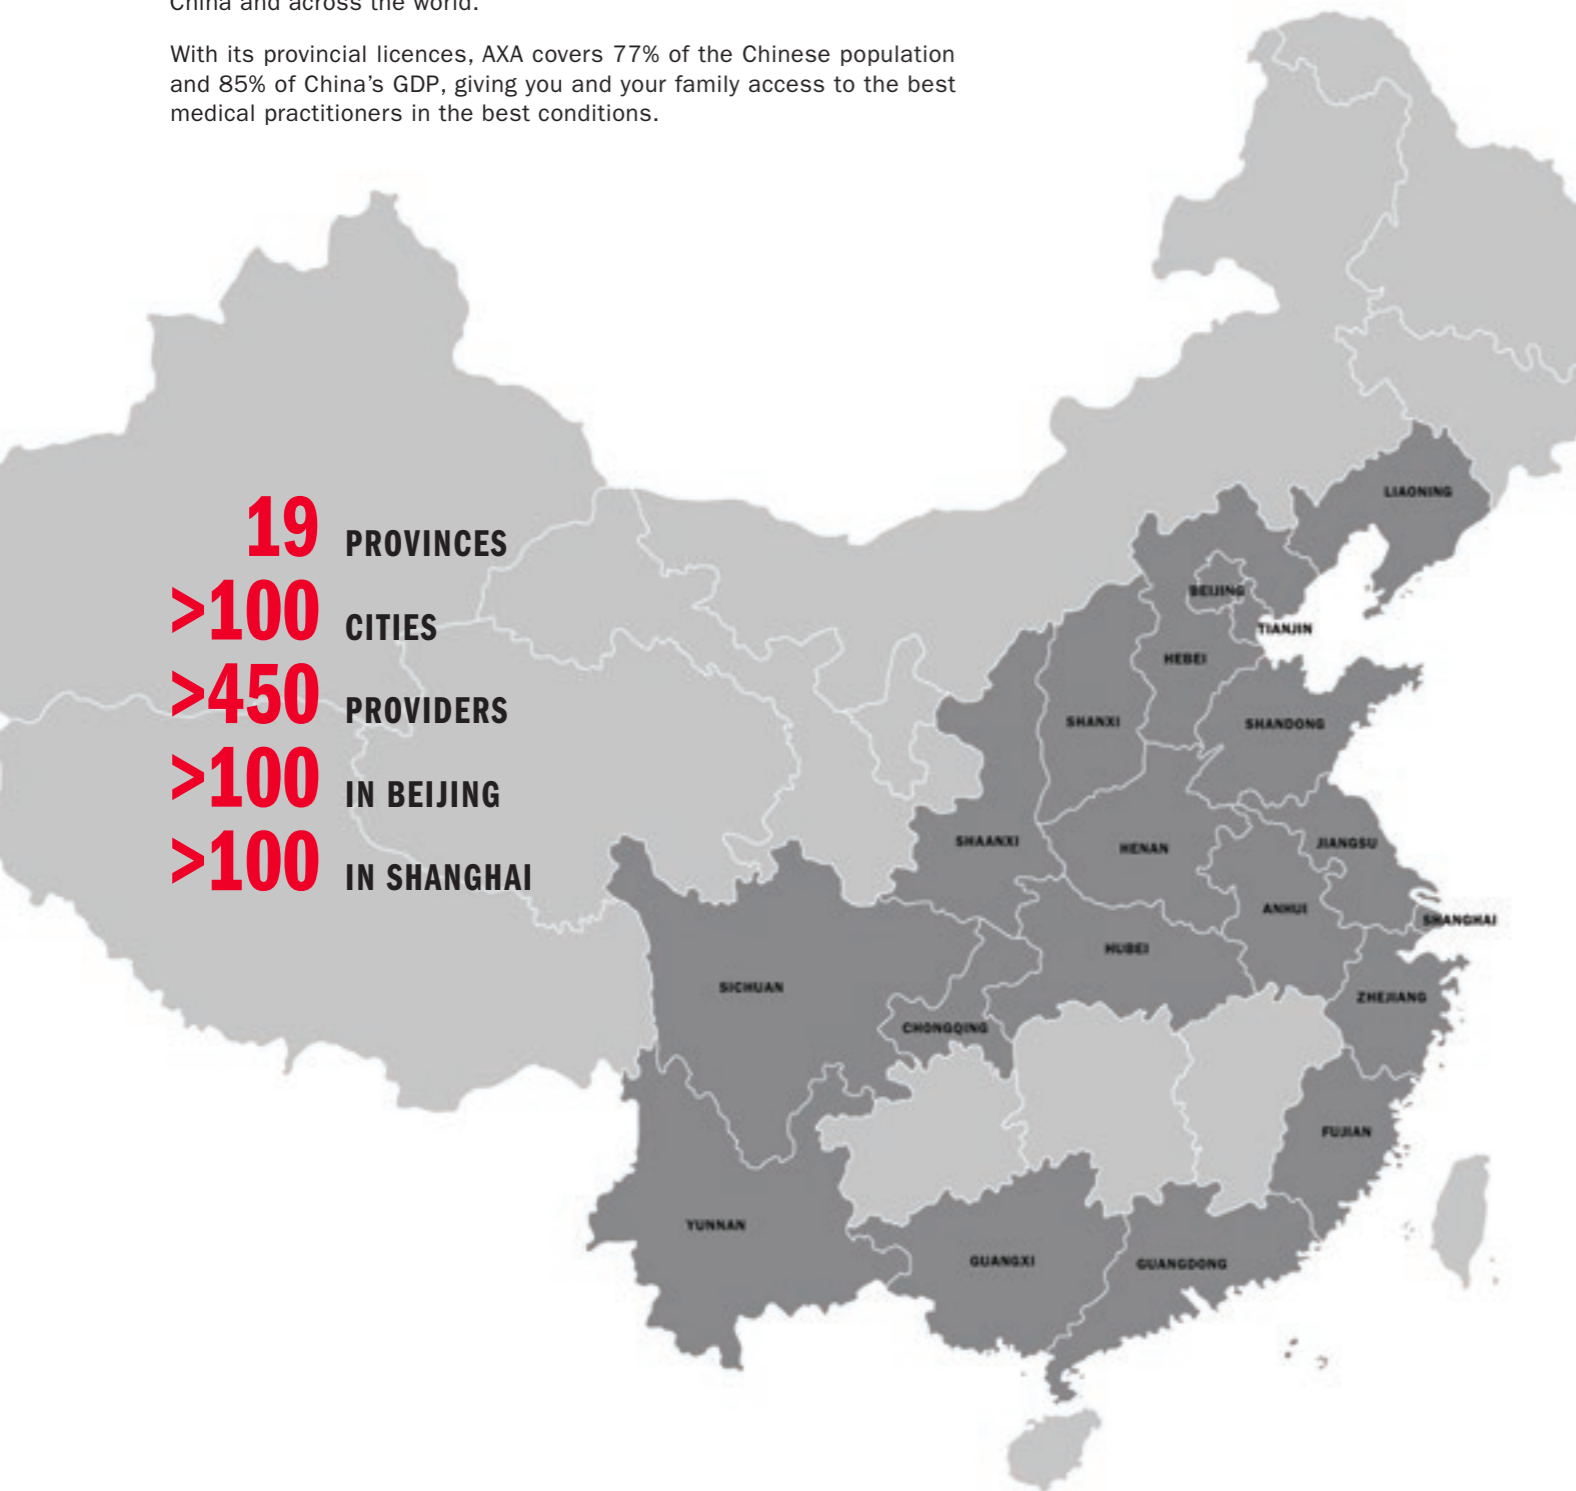 China and across the world.
With its provincial licences, AXA covers 77% of the Chinese population
and 85% of China's GDP, giving you and your family access to the best
medical practitioners in the best conditions.
19 PROVINCES
>100 CITIES
>450 PROVIDERS
>100 IN BEIJING
>100 IN SHANGHAI
LIAONING
BEIJING
TIANJIN
HEBEI
SHANXI
SHANDONG
SHAANXI
HENAN
JIANGSU
ANHUI
SHANGHAI
HUBEI
SICHUAN
ZHEJIANG
CHONGQING
FUJIAN
YUNNAN
GUANGXI
GUANGDONG